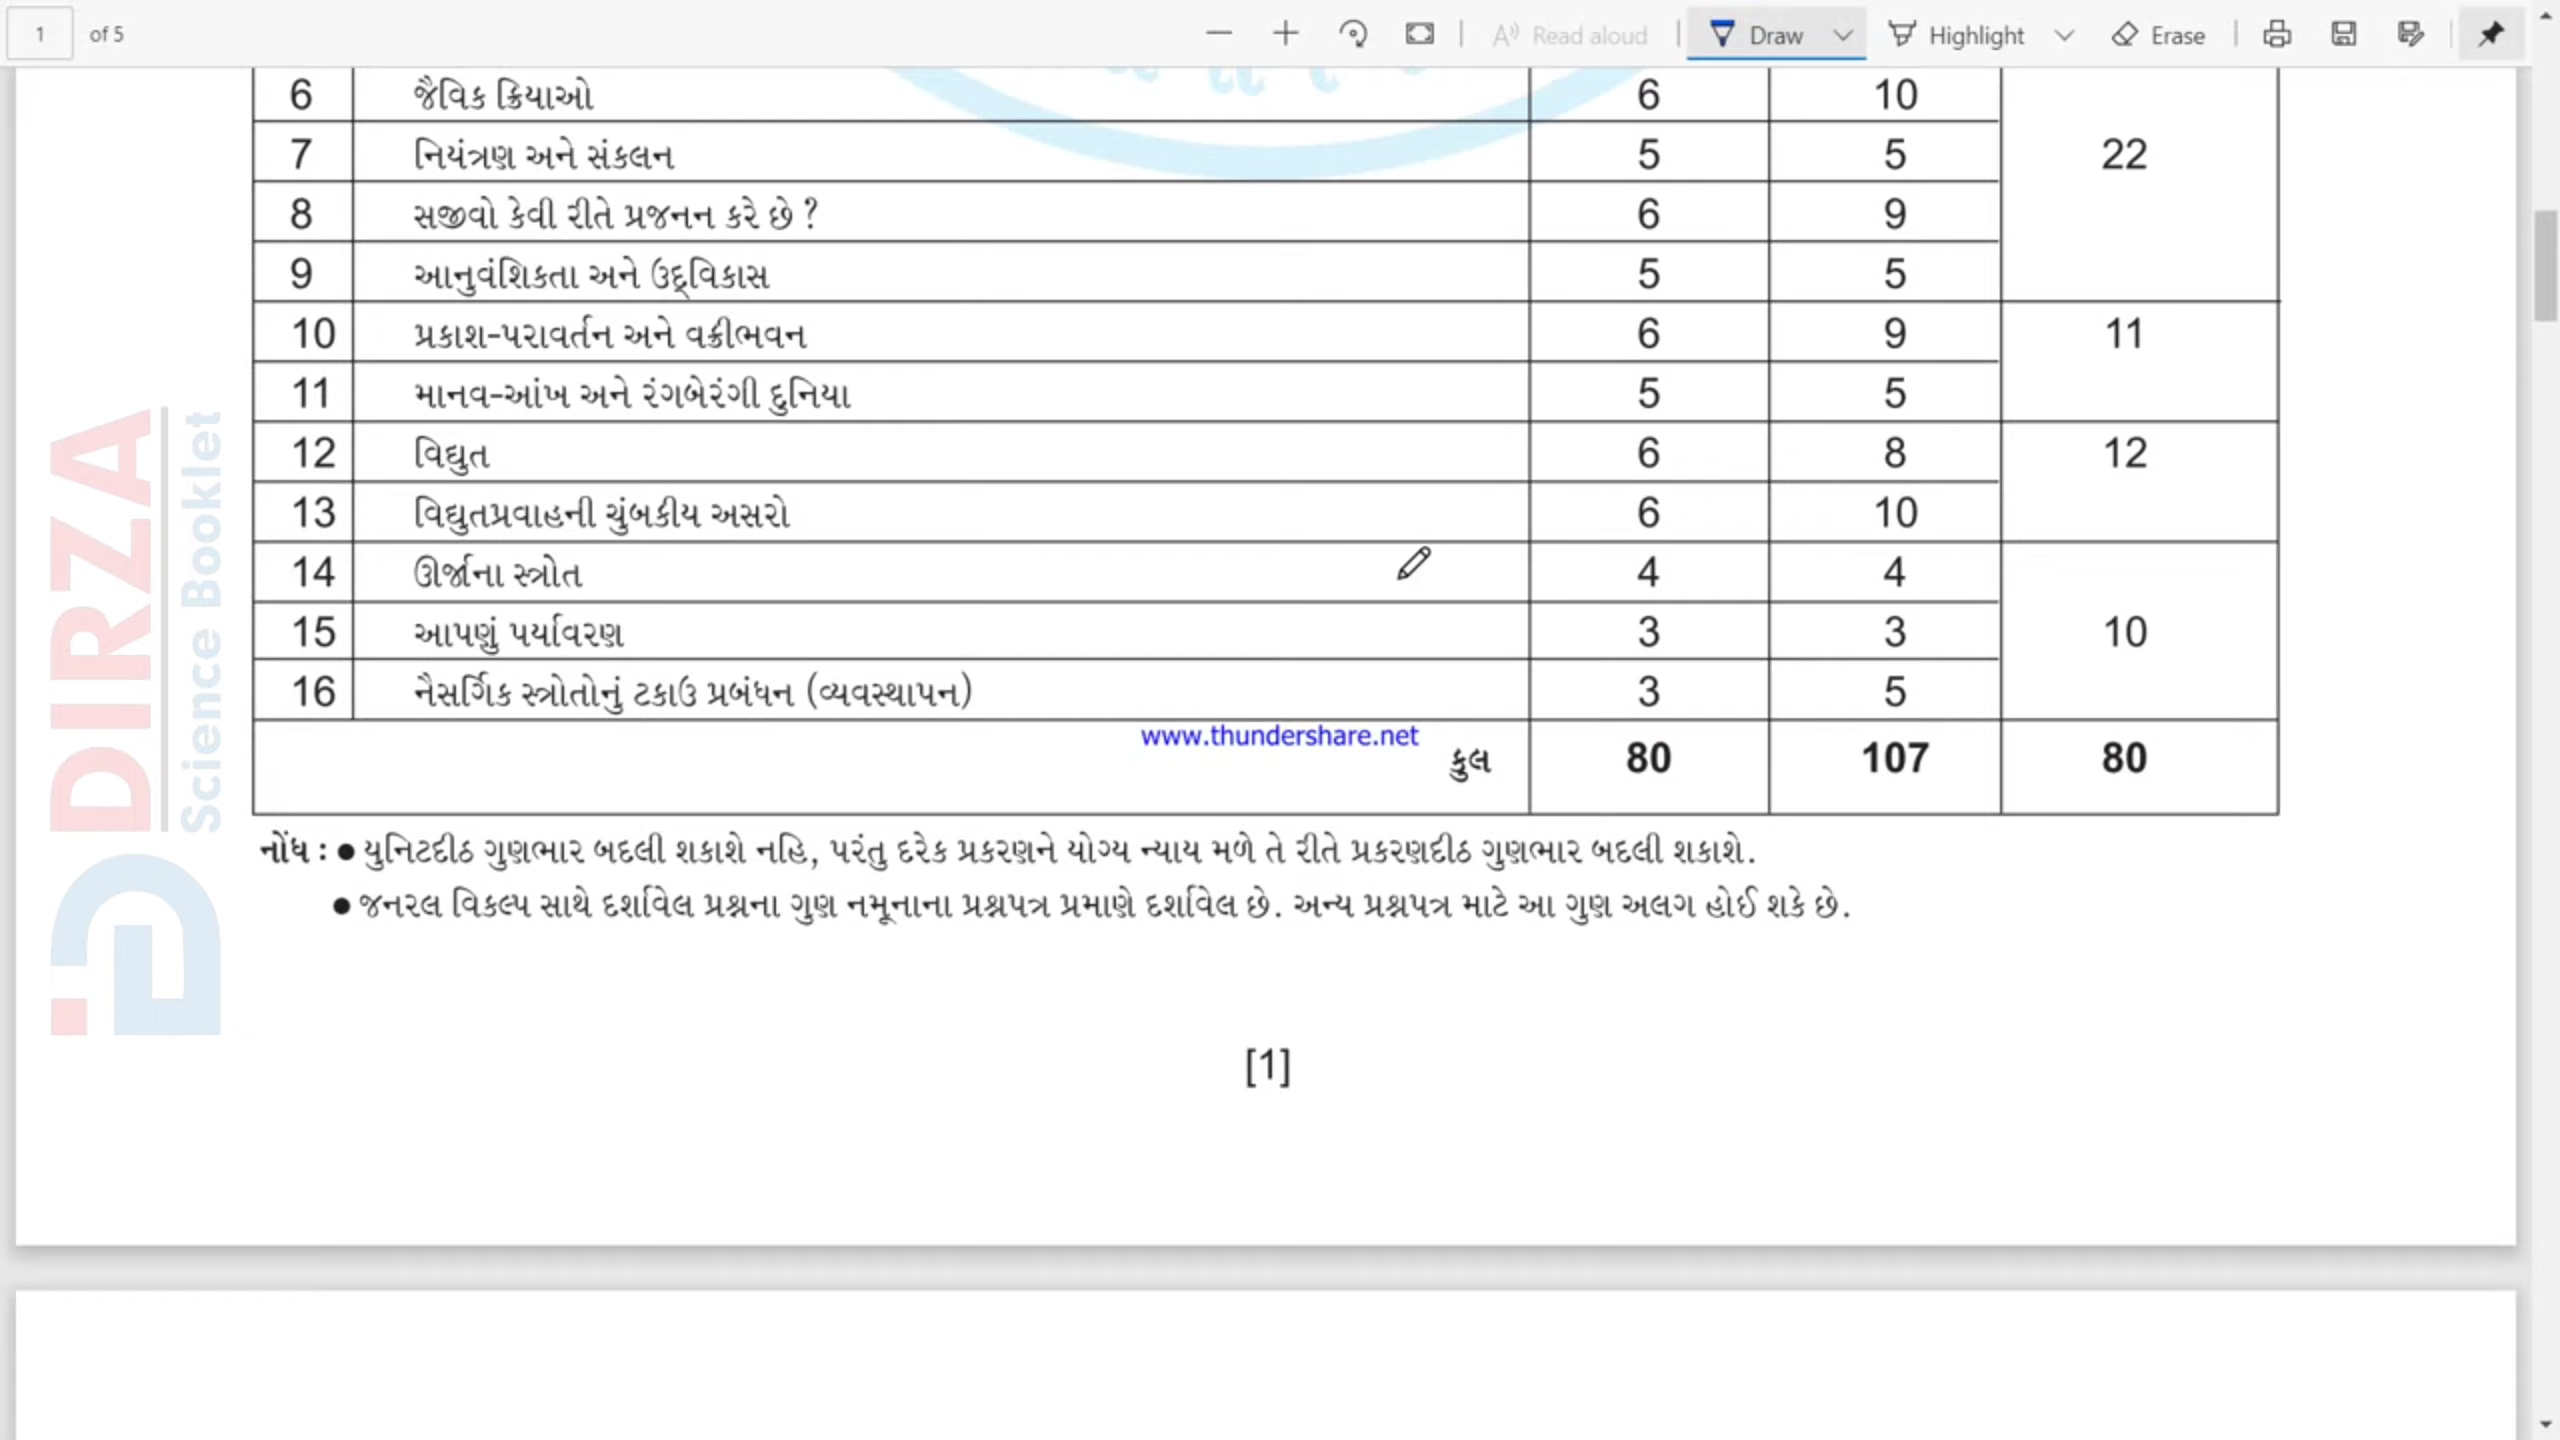 1 of 5 Read aloud Draw Highlight Erase
6 જૈવિક ક્રિયાઓ 6 10
7 નિયંત્રણ અને સંકલન 5 5 22
8 સજીવો કેવી રીતે પ્રજનન કરે છે ? 6 9
9 આનુવંશિકતા અને ઉદ્દવિકાસ 5 5
10 પ્રકાશ-પરાવર્તન અને વક્રીભવન 6 9 11
11 માનવ-આંખ અને રંગબેરંગી દુનિયા 5 5
12 વિદ્યુત 6 8 12
13 વિદ્યુતપ્રવાહની ચુંબકીય અસરો 6 10
14 ઊર્જાના સ્ત્રોત 4 4
15 આપણું પર્યાવરણ 3 3 10
16 નૈસર્ગિક સ્ત્રોતોનું ટકાઉ પ્રબંધન (વ્યવસ્થાપન) 3 5
www.thundershare.net
કુલ 80 107 80
નોંધ : ● યુનિટદીઠ ગુણભાર બદલી શકાશે નહિ, પરંતુ દરેક પ્રકરણને યોગ્ય ન્યાય મળે તે રીતે પ્રકરણદીઠ ગુણભાર બદલી શકાશે.
● જનરલ વિકલ્પ સાથે દર્શાવેલ પ્રશ્નના ગુણ નમૂનાના પ્રશ્નપત્ર પ્રમાણે દર્શાવેલ છે. અન્ય પ્રશ્નપત્ર માટે આ ગુણ અલગ હોઈ શકે છે.
[1]
DIRZA
Science Booklet